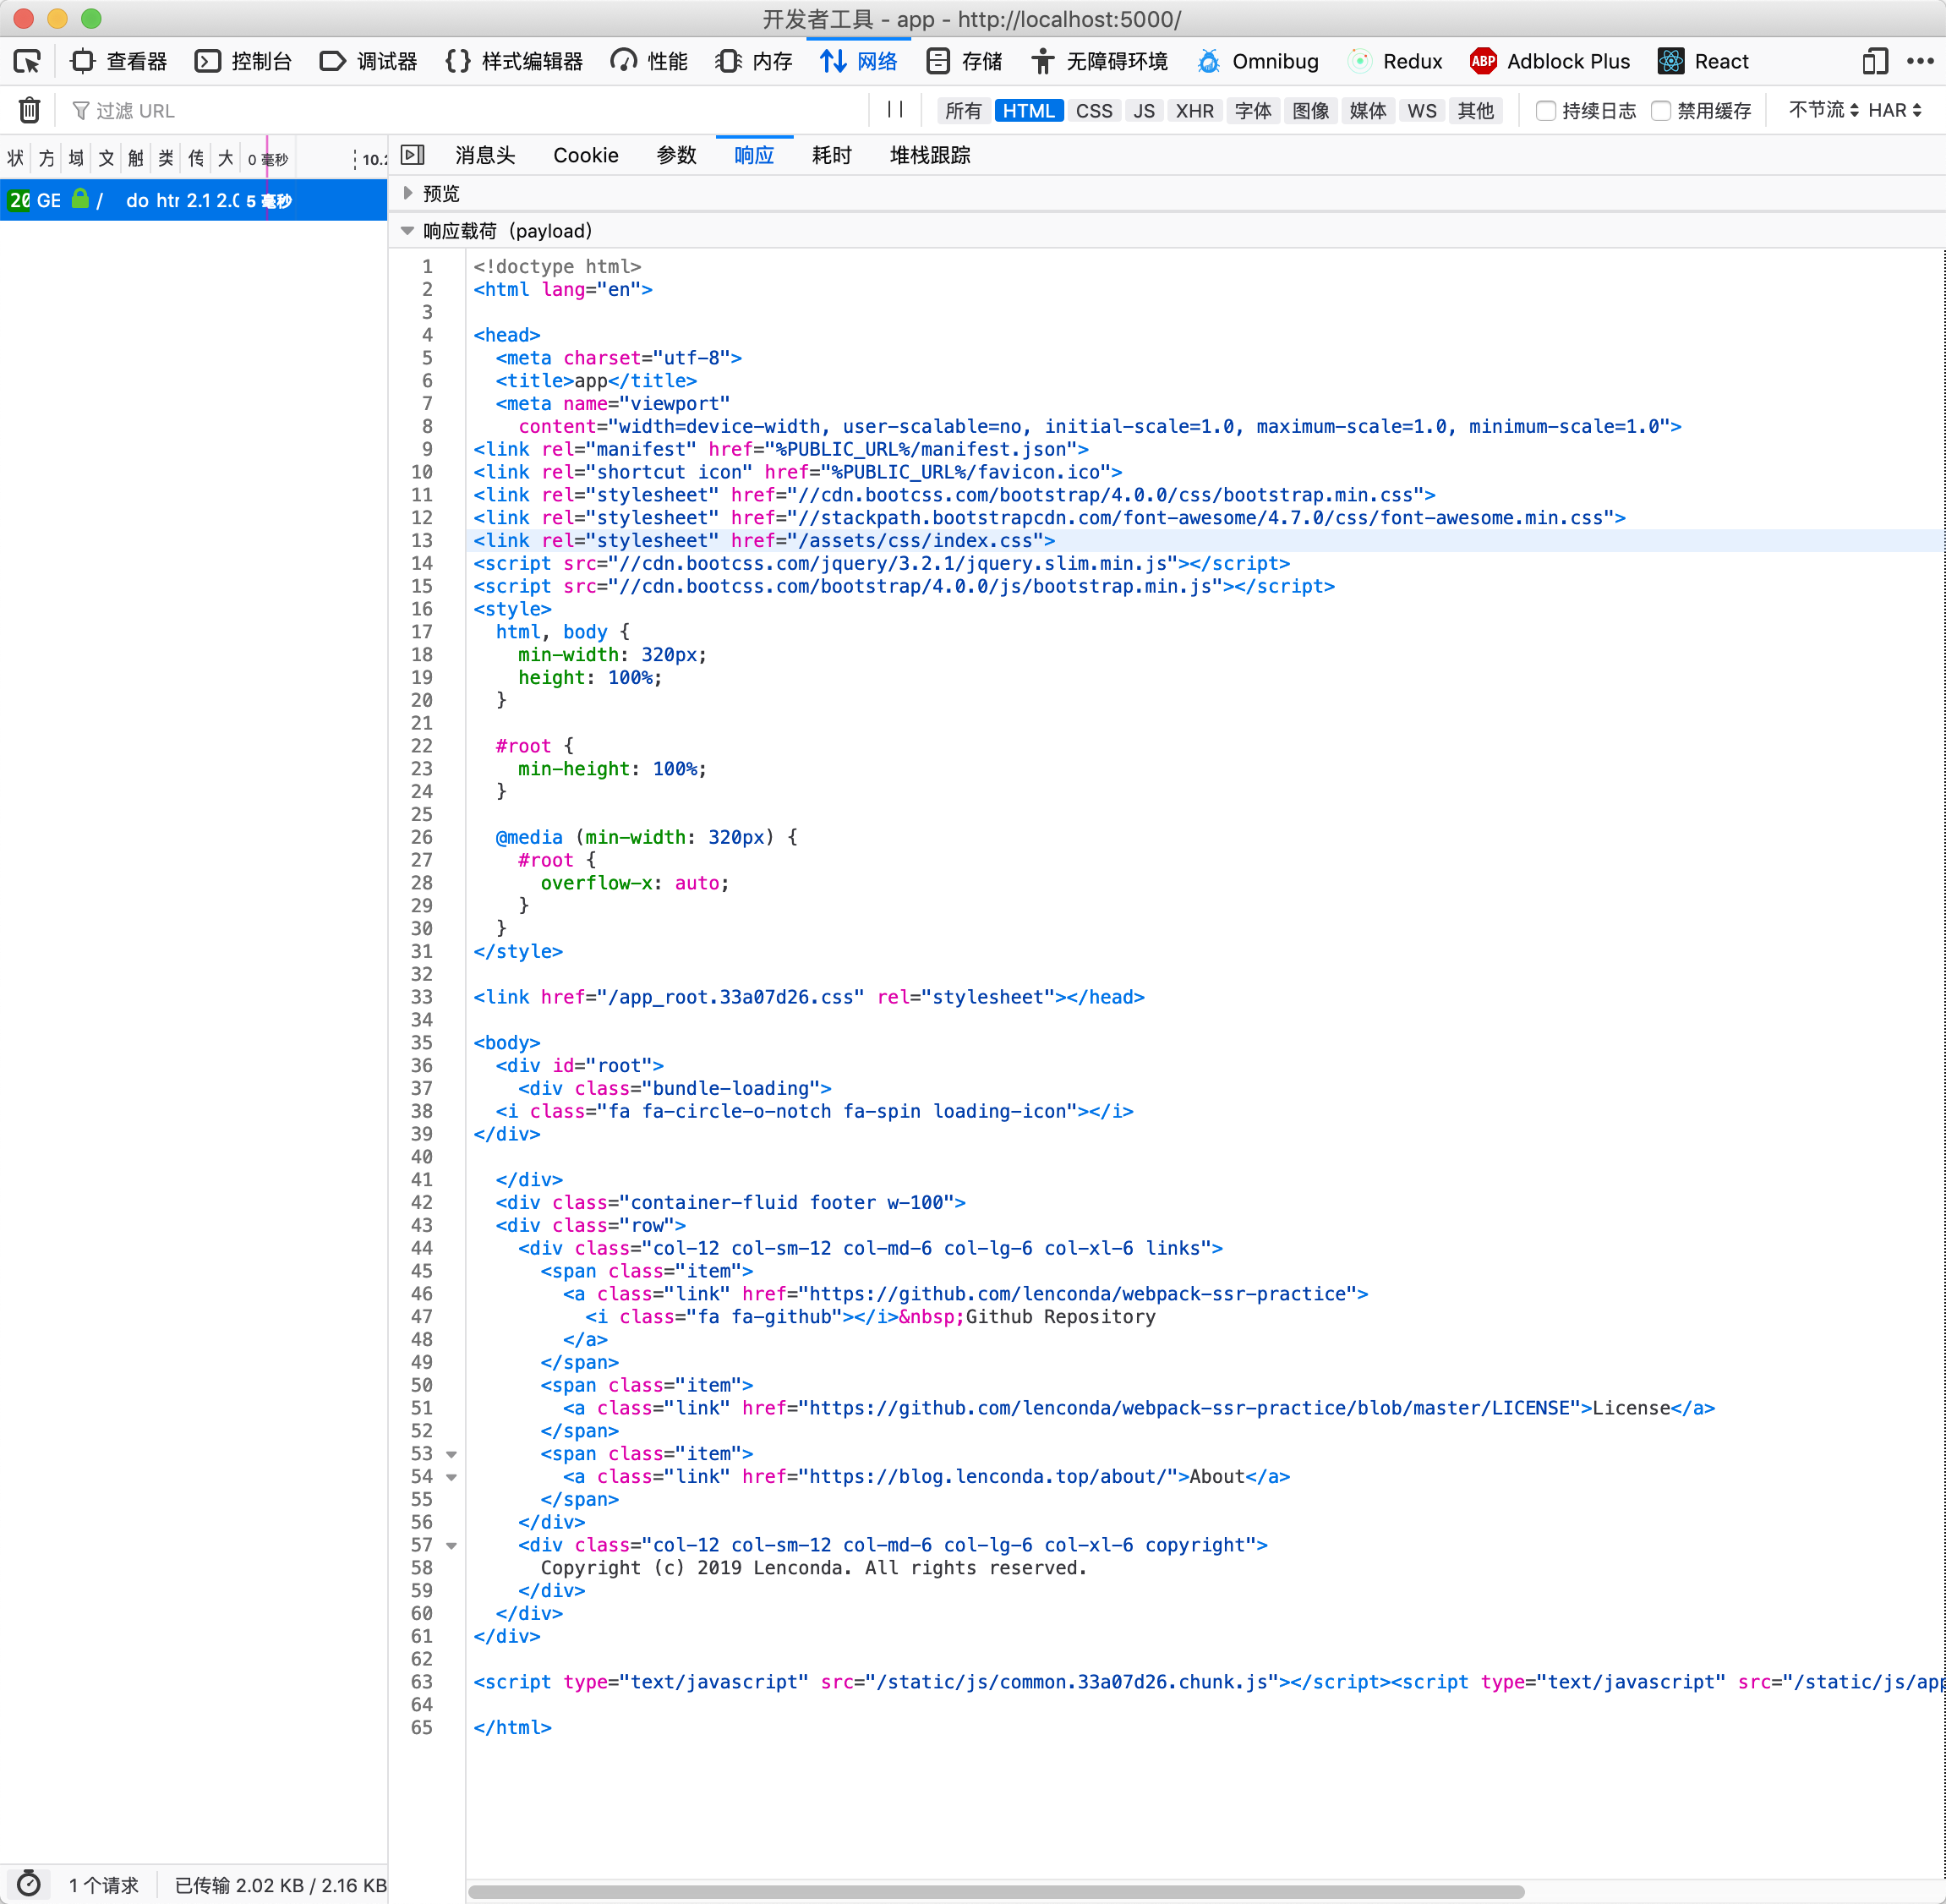 开发者工具 - app - http://localhost:5000/
查看器 控制台 调试器 样式编辑器 性能 内存 网络 存储 无障碍环境 Omnibug Redux ABP Adblock Plus React
过滤 URL 所有 HTML CSS JS XHR 字体 图像 媒体 WS 其他 持续日志 禁用缓存 不节流 HAR
状 方 域 文 触 类 传 大 0 毫秒 10.2
消息头 Cookie 参数 响应 耗时 堆栈跟踪
20 GE / do htr 2.1 2.0 5 毫秒
预览
响应载荷 (payload)
1 <!doctype html>
2 <html lang="en">
3
4 <head>
5 <meta charset="utf-8">
6 <title>app</title>
7 <meta name="viewport"
8 content="width=device-width, user-scalable=no, initial-scale=1.0, maximum-scale=1.0, minimum-scale=1.0">
9 <link rel="manifest" href="%PUBLIC_URL%/manifest.json">
10 <link rel="shortcut icon" href="%PUBLIC_URL%/favicon.ico">
11 <link rel="stylesheet" href="//cdn.bootcss.com/bootstrap/4.0.0/css/bootstrap.min.css">
12 <link rel="stylesheet" href="//stackpath.bootstrapcdn.com/font-awesome/4.7.0/css/font-awesome.min.css">
13 <link rel="stylesheet" href="/assets/css/index.css">
14 <script src="//cdn.bootcss.com/jquery/3.2.1/jquery.slim.min.js"></script>
15 <script src="//cdn.bootcss.com/bootstrap/4.0.0/js/bootstrap.min.js"></script>
16 <style>
17 html, body {
18 min-width: 320px;
19 height: 100%;
20 }
21
22 #root {
23 min-height: 100%;
24 }
25
26 @media (min-width: 320px) {
27 #root {
28 overflow-x: auto;
29 }
30 }
31 </style>
32
33 <link href="/app_root.33a07d26.css" rel="stylesheet"></head>
34
35 <body>
36 <div id="root">
37 <div class="bundle-loading">
38 <i class="fa fa-circle-o-notch fa-spin loading-icon"></i>
39 </div>
40
41 </div>
42 <div class="container-fluid footer w-100">
43 <div class="row">
44 <div class="col-12 col-sm-12 col-md-6 col-lg-6 col-xl-6 links">
45 <span class="item">
46 <a class="link" href="https://github.com/lenconda/webpack-ssr-practice">
47 <i class="fa fa-github"></i>&nbsp;Github Repository
48 </a>
49 </span>
50 <span class="item">
51 <a class="link" href="https://github.com/lenconda/webpack-ssr-practice/blob/master/LICENSE">License</a>
52 </span>
53 <span class="item">
54 <a class="link" href="https://blog.lenconda.top/about/">About</a>
55 </span>
56 </div>
57 <div class="col-12 col-sm-12 col-md-6 col-lg-6 col-xl-6 copyright">
58 Copyright (c) 2019 Lenconda. All rights reserved.
59 </div>
60 </div>
61 </div>
62
63 <script type="text/javascript" src="/static/js/common.33a07d26.chunk.js"></script><script type="text/javascript" src="/static/js/app
64
65 </html>
1 个请求 已传输 2.02 KB / 2.16 KB